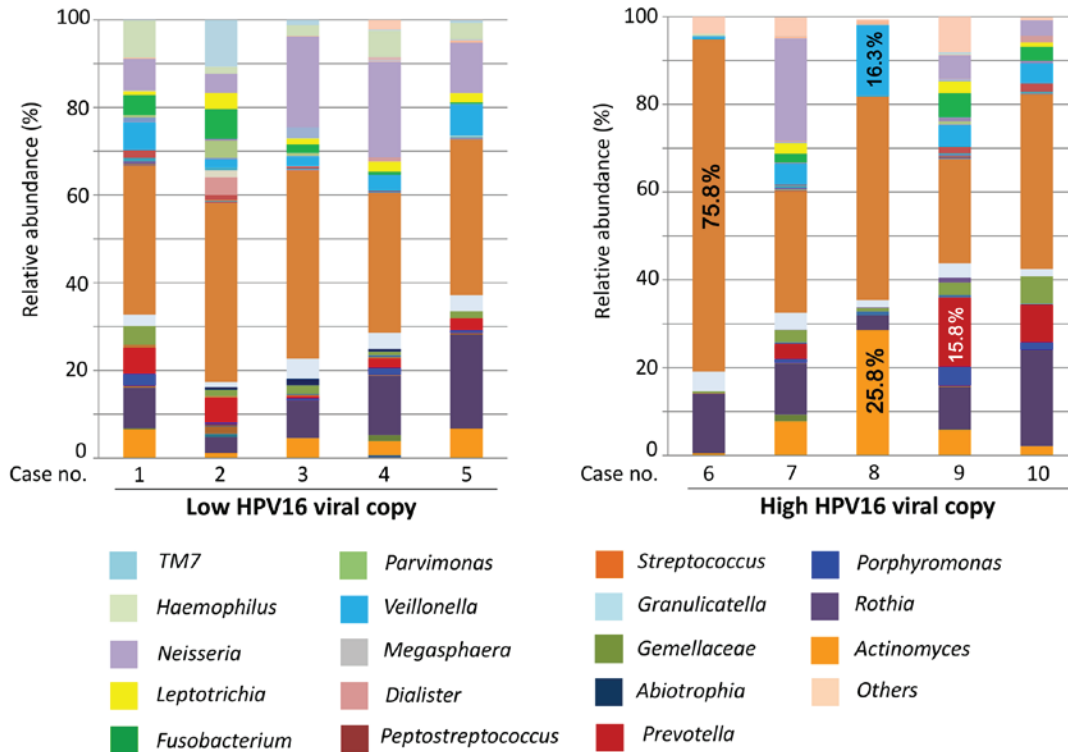 Relative abundance (%)
100
80
60
40
20
0
Case no.
1 2 3 4 5
Low HPV16 viral copy
Relative abundance (%)
100
80
60
40
20
0
75.8%
16.3%
25.8%
15.8%
Case no.
6 7 8 9 10
High HPV16 viral copy
TM7
Haemophilus
Neisseria
Leptotrichia
Fusobacterium
Parvimonas
Veillonella
Megasphaera
Dialister
Peptostreptococcus
Streptococcus
Granulicatella
Gemellaceae
Abiotrophia
Prevotella
Porphyromonas
Rothia
Actinomyces
Others